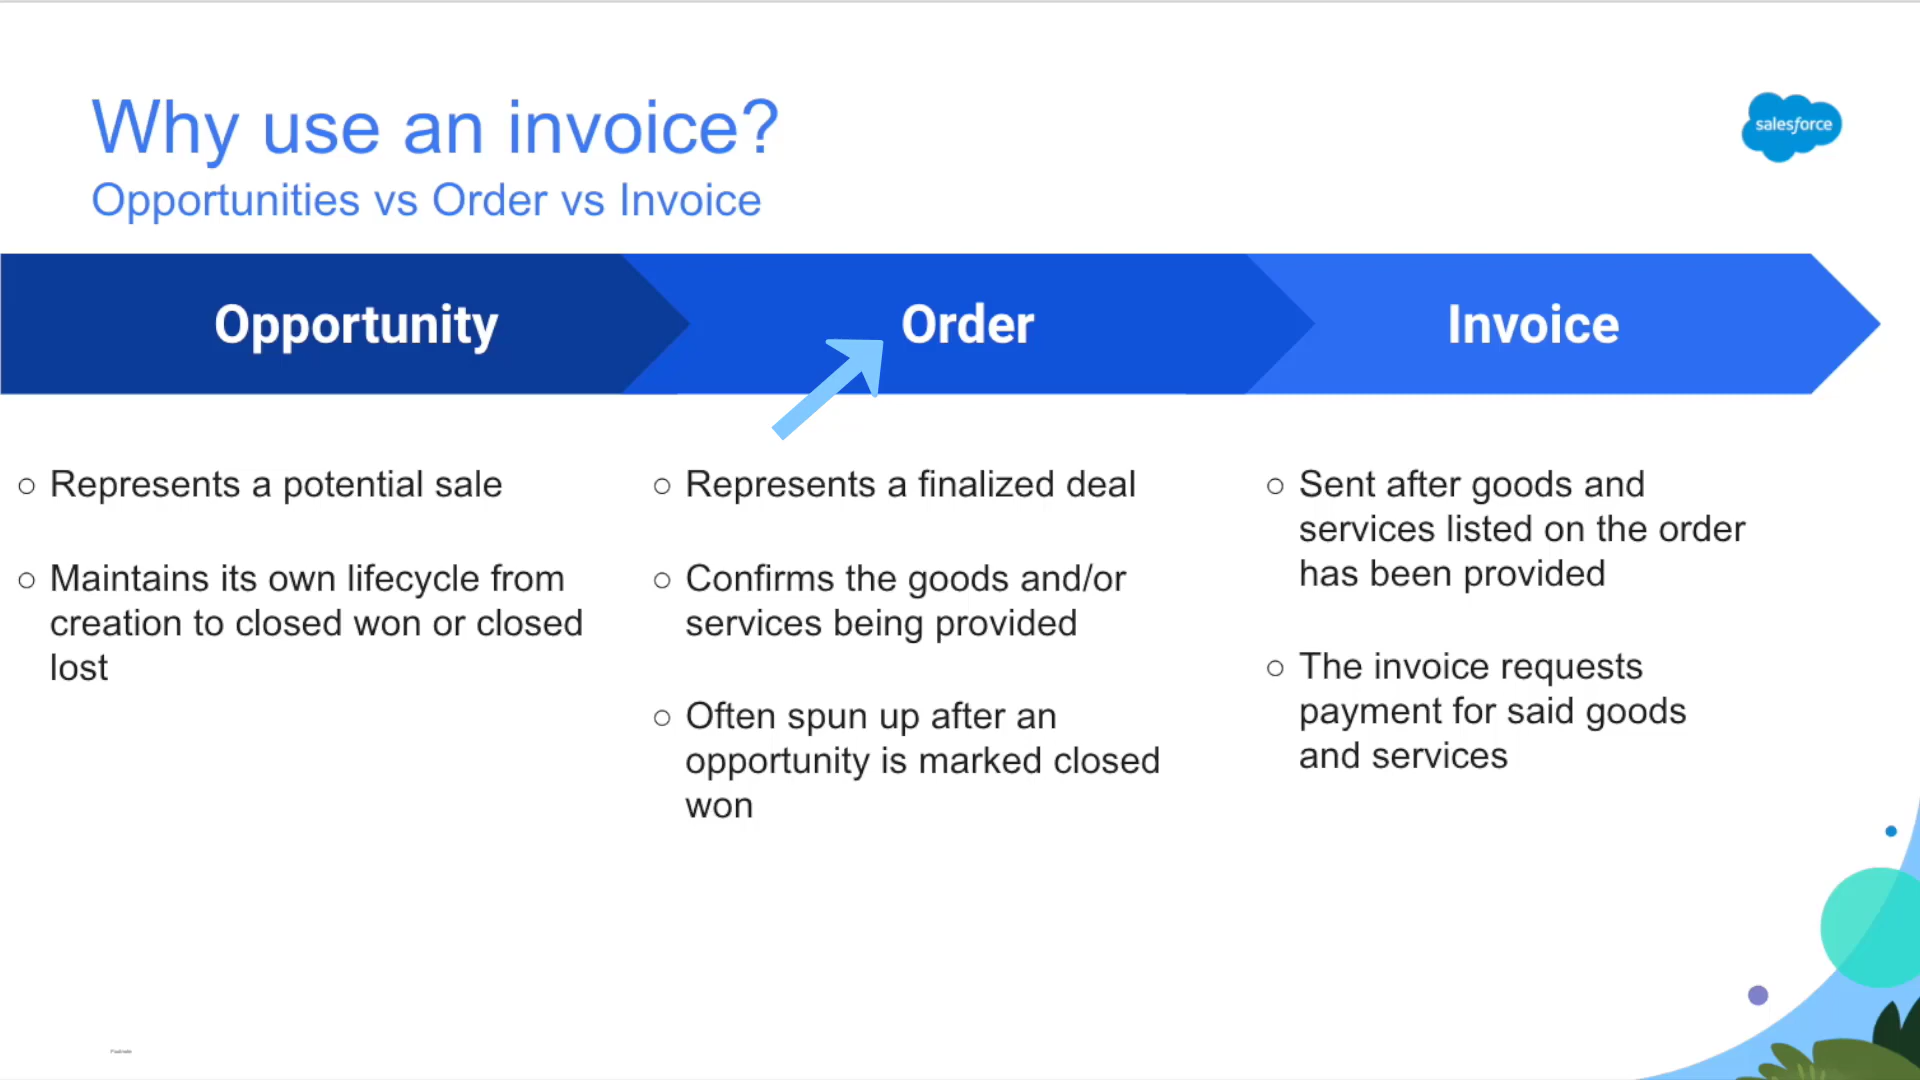 Why use an invoice?
salesforce
Opportunities vs Order vs Invoice
Opportunity
Order
Invoice
○ Represents a potential sale
○ Maintains its own lifecycle from
creation to closed won or closed
lost
○ Represents a finalized deal
○ Confirms the goods and/or
services being provided
○ Often spun up after an
opportunity is marked closed
won
○ Sent after goods and
services listed on the order
has been provided
○ The invoice requests
payment for said goods
and services